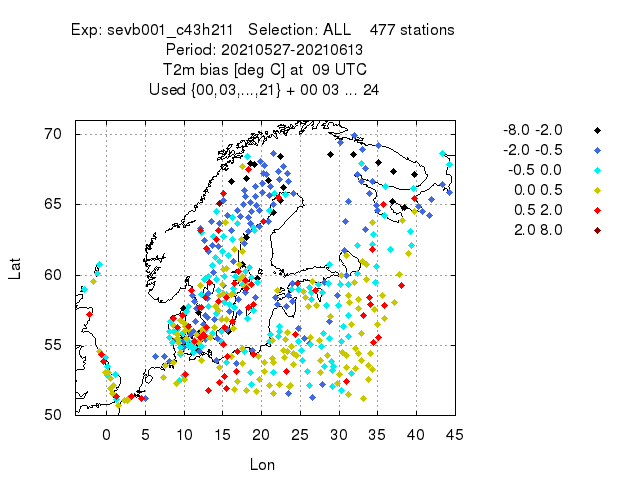 Exp: sevb001_c43h211   Selection: ALL    477 stations
Period: 20210527-20210613
T2m bias [deg C] at  09 UTC
Used {00,03,...,21} + 00 03 ... 24
70
65
60
55
50
0 5 10 15 20 25 30 35 40 45
Lat
Lon
-8.0 -2.0
-2.0 -0.5
-0.5 0.0
0.0 0.5
0.5 2.0
2.0 8.0